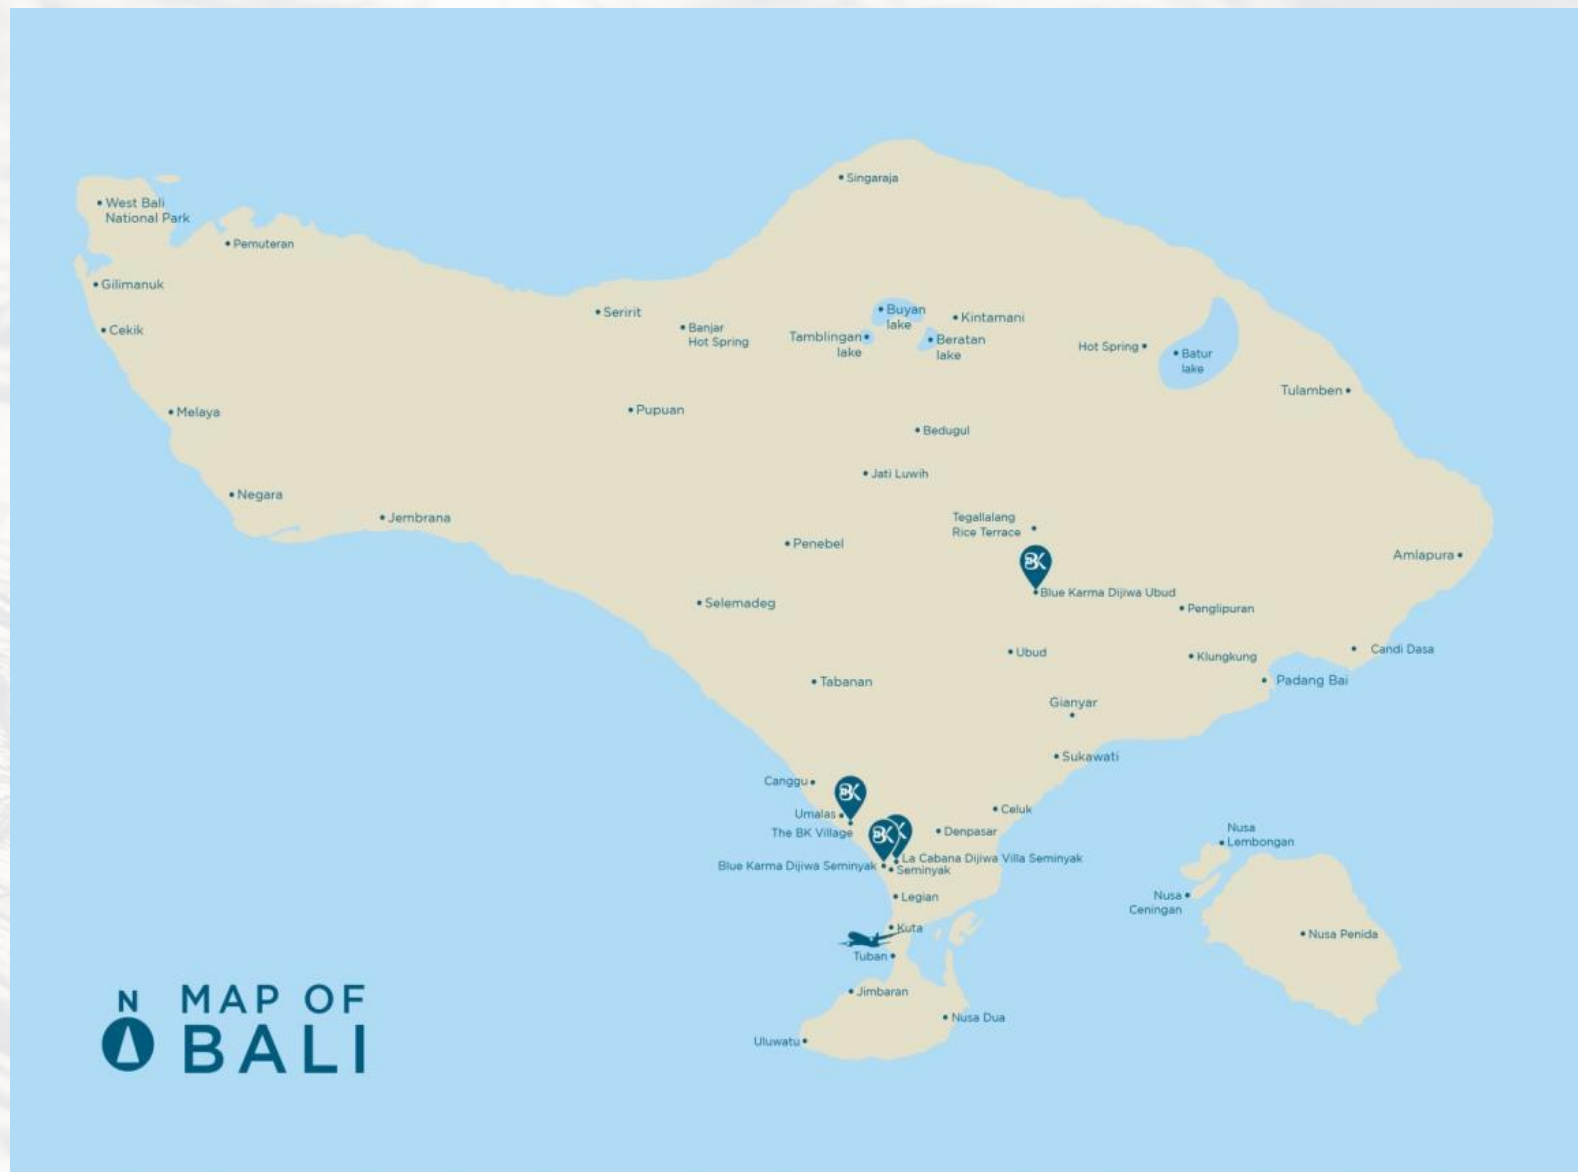 Singaraja
West Bali
National Park
Pemuteran
Gilimanuk
Cekik
Seririt
Banjar
Hot Spring
Buyan
lake
Tamblingan
lake
Kintamani
Beratan
lake
Hot Spring
Batur
lake
Tulamben
Melaya
Pupuan
Bedugul
Jati Luwih
Negara
Jembrana
Tegallalang
Rice Terrace
Penebel
Amlapura
BK
Blue Karma Dijiwa Ubud
Selemadeg
Penglipuran
Ubud
Klungkung
Candi Dasa
Padang Bai
Tabanan
Gianyar
Sukawati
Canggu
BK
Umalas
The BK Village
Celuk
Denpasar
BK
La Cabana Dijiwa Villa Seminyak
Blue Karma Dijiwa Seminyak
Seminyak
Nusa
Lembongan
Legian
Nusa
Ceningan
Kuta
Nusa Penida
Tuban
Jimbaran
Nusa Dua
Uluwatu
N
MAP OF
BALI